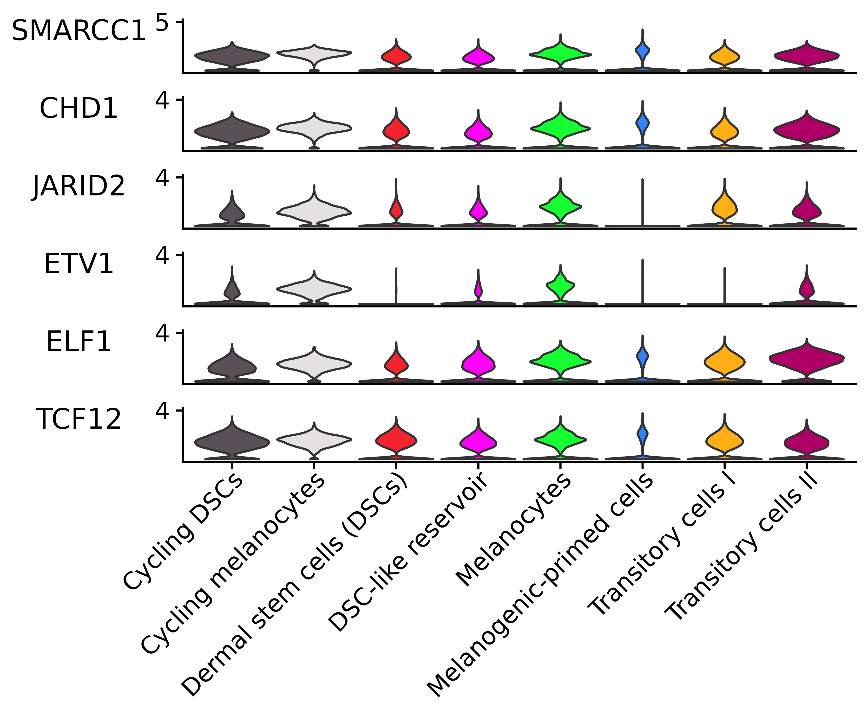 SMARCC1 5
CHD1 4
JARID2 4
ETV1 4
ELF1 4
TCF12 4
Cycling DSCs
Cycling melanocytes
Dermal stem cells (DSCs)
DSC-like reservoir
Melanocytes
Melanogenic-primed cells
Transitory cells I
Transitory cells II